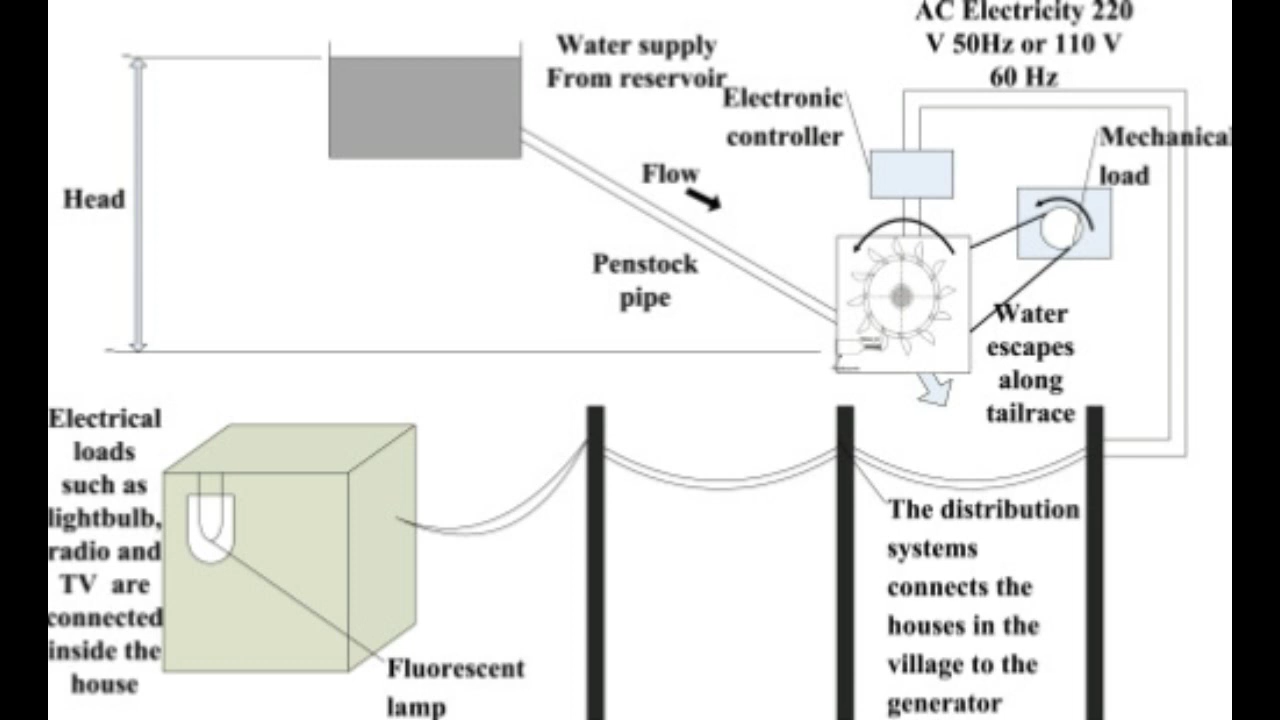 AC Electricity 220
V 50Hz or 110 V
60 Hz
Water supply
From reservoir
Electronic
controller
Mechanical
load
Flow
Head
Penstock
pipe
Water
escapes
along
tailrace
Electrical
loads
such as
lightbulb,
radio and
TV are
connected
inside the
house
Fluorescent
lamp
The distribution
systems
connects the
houses in the
village to the
generator